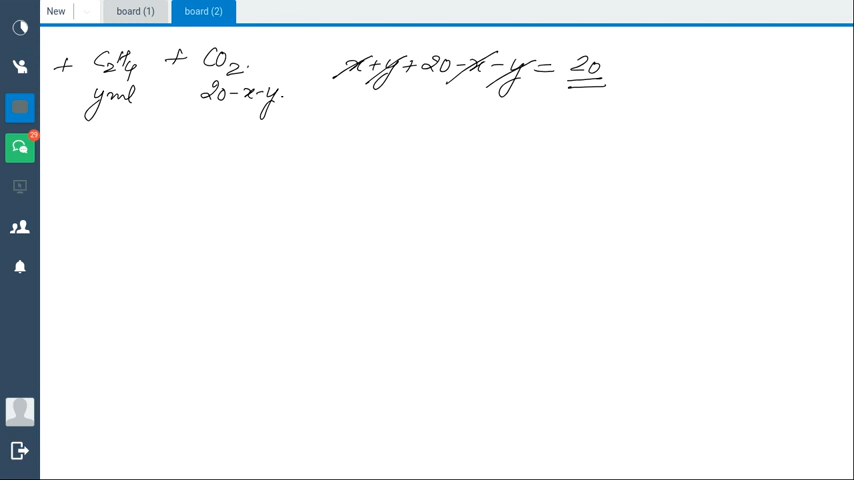 New board (1) board (2)
+ C₂H₄ + CO₂. x+y+20-x-y = 20
yml 20-x-y.
29